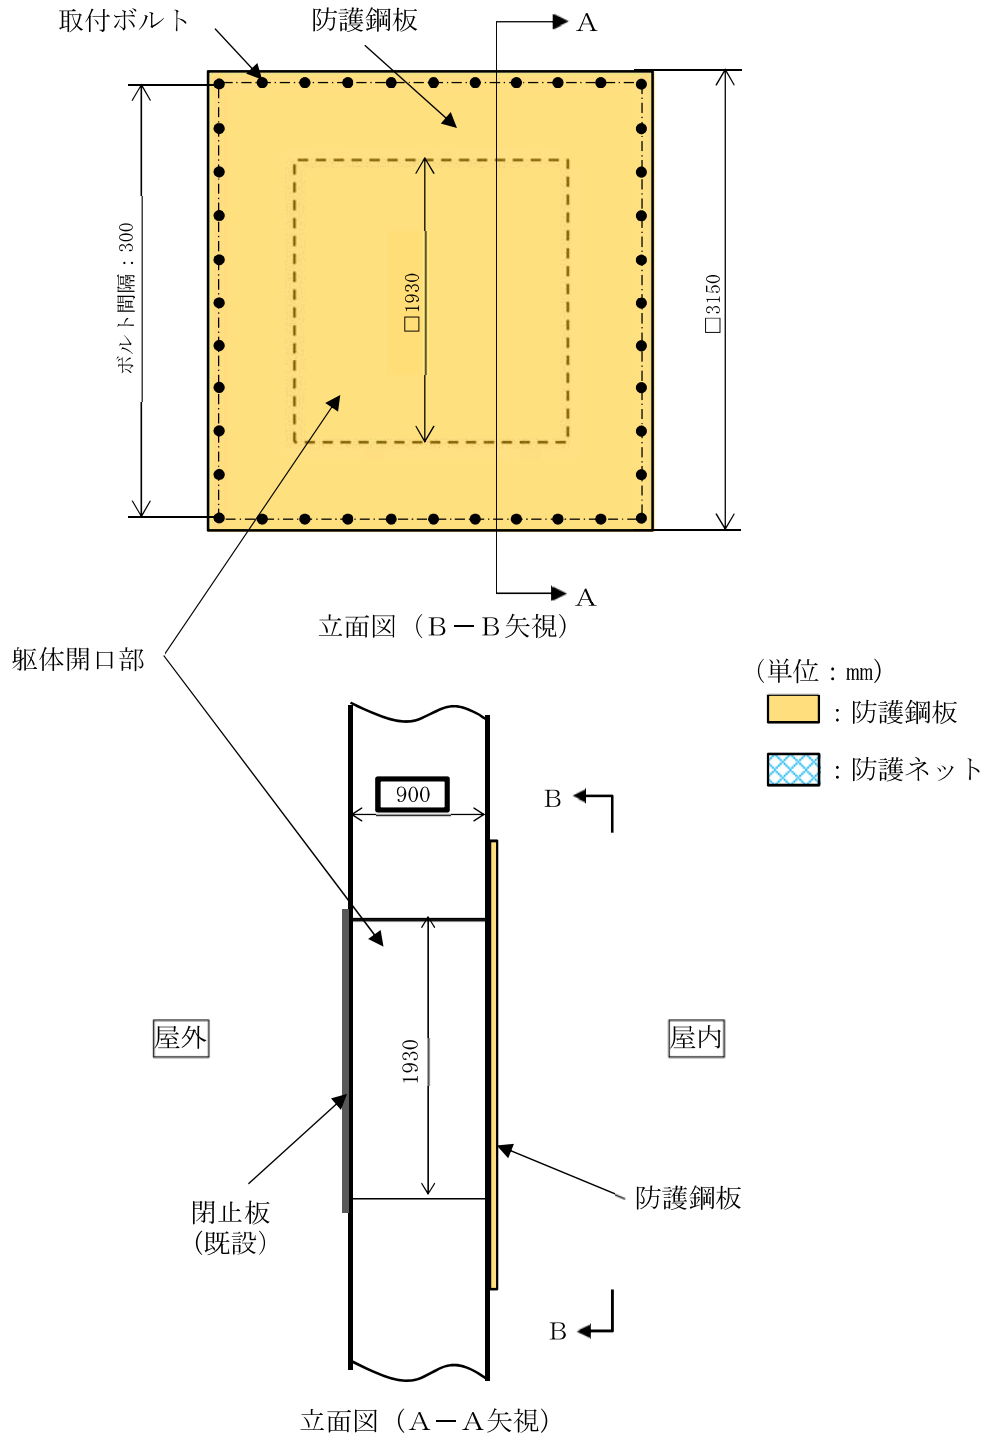 取付ボルト
防護鋼板
A
ボルト間隔：300
□1930
□3150
A
立面図（B－B矢視）
躯体開口部
（単位：mm）
：防護鋼板
：防護ネット
900
B
屋外
屋内
1930
閉止板
（既設）
防護鋼板
B
立面図（A－A矢視）